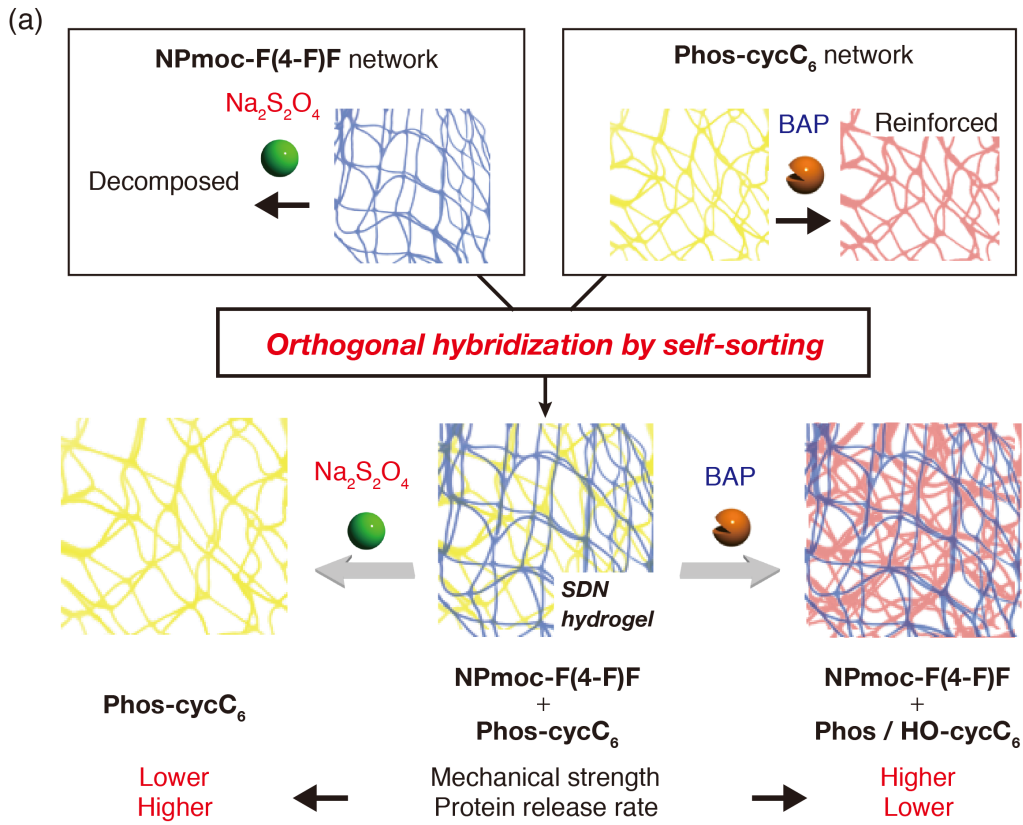 (a)
NPmoc-F(4-F)F network
Na₂S₂O₄
Decomposed
Phos-cycC₆ network
BAP
Reinforced
Orthogonal hybridization by self-sorting
Na₂S₂O₄
BAP
SDN
hydrogel
Phos-cycC₆
NPmoc-F(4-F)F
+
Phos-cycC₆
NPmoc-F(4-F)F
+
Phos / HO-cycC₆
Lower
Higher
Mechanical strength
Protein release rate
Higher
Lower